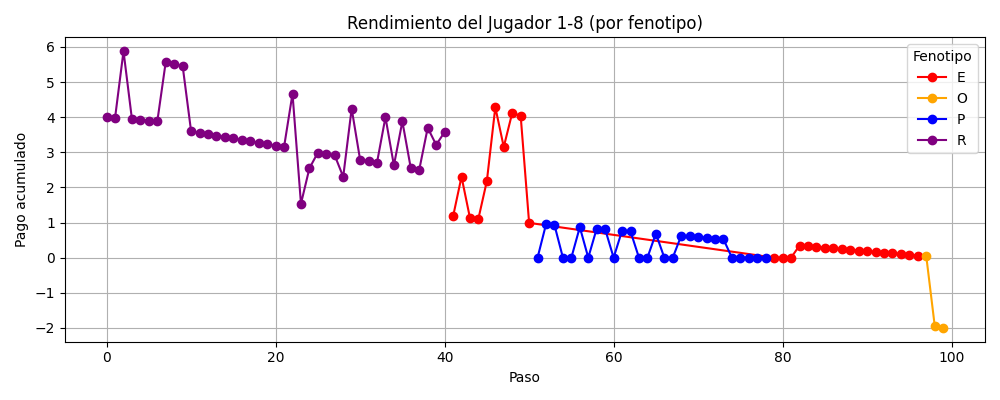 Rendimiento del Jugador 1-8 (por fenotipo)
Pago acumulado
6
5
4
3
2
1
0
−1
−2
Fenotipo
E
O
P
R
0 20 40 60 80 100
Paso